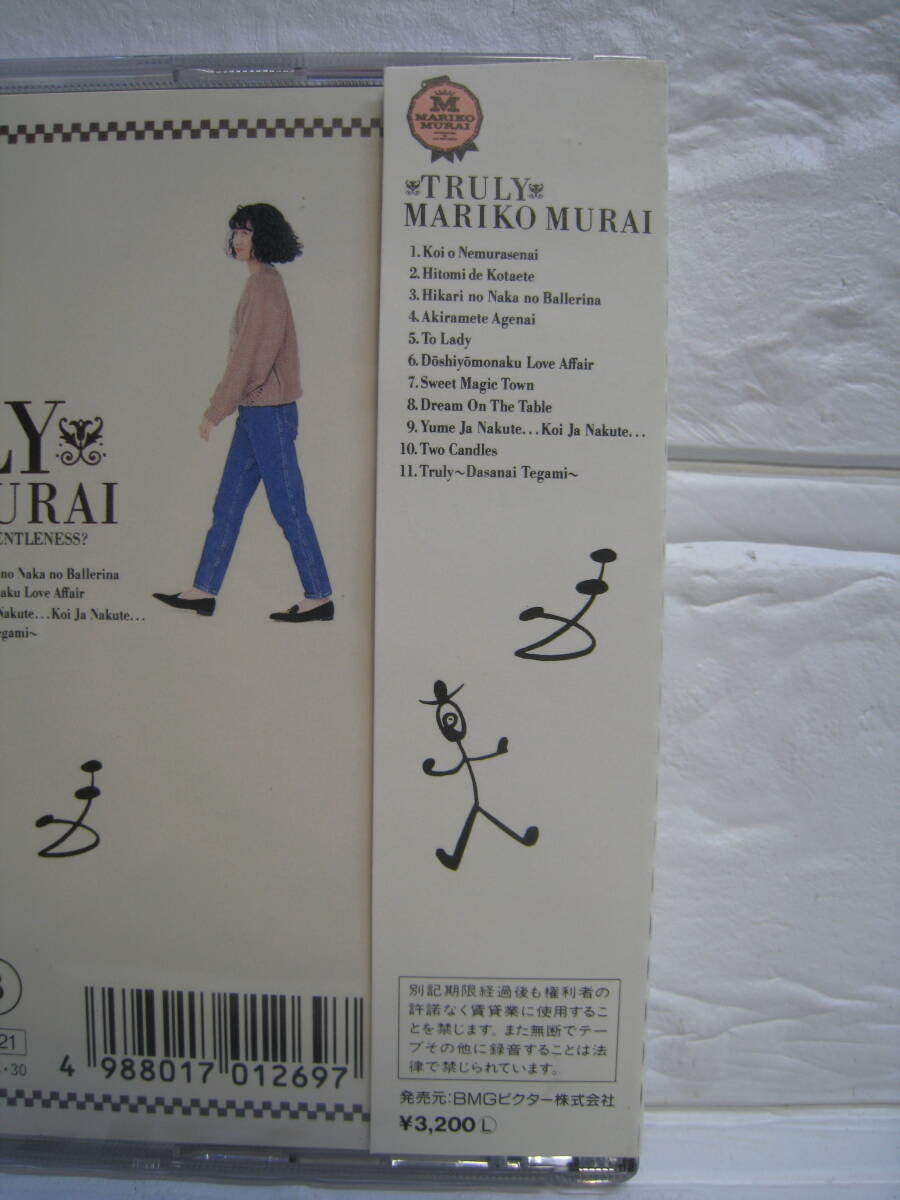 M
MARIKO
MURAI
TRULY
MARIKO MURAI
1. Koi o Nemurasenai
2. Hitomi de Kotaete
3. Hikari no Naka no Ballerina
4. Akiramete Agenai
5. To Lady
6. Dōshiyōmonaku Love Affair
7. Sweet Magic Town
8. Dream On The Table
9. Yume Ja Nakute...Koi Ja Nakute...
10. Two Candles
11. Truly~Dasanai Tegami~
LY
URAI
ENTLENESS?
no Naka no Ballerina
aku Love Affair
Nakute...Koi Ja Nakute...
egami~
21
・30
4 988017 012697
別記期限経過後も権利者の
許諾なく賃貸業に使用するこ
とを禁じます。また無断でテー
プその他に録音することは法
律で禁じられています。
発売元:BMGビクター株式会社
¥3,200Ⓛ